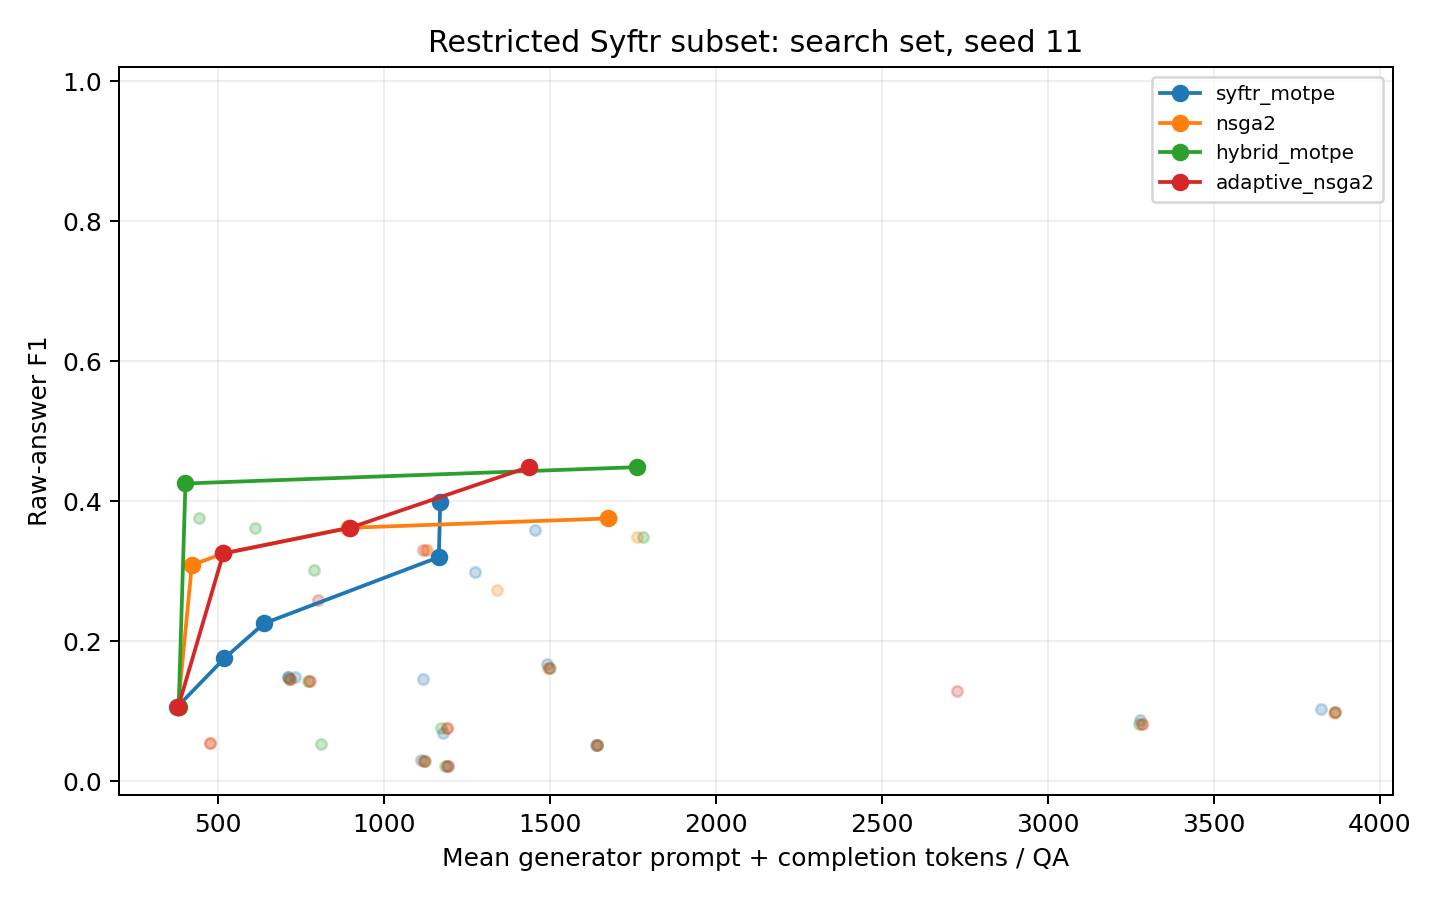 Restricted Syftr subset: search set, seed 11
syftr_motpe
nsga2
hybrid_motpe
adaptive_nsga2
Raw-answer F1
1.0
0.8
0.6
0.4
0.2
0.0
500 1000 1500 2000 2500 3000 3500 4000
Mean generator prompt + completion tokens / QA